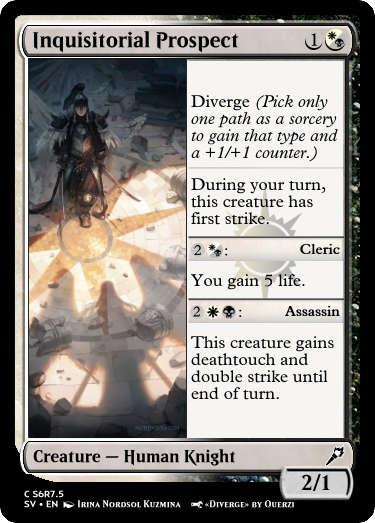 Inquisitorial Prospect 1
Diverge (Pick only
one path as a sorcery
to gain that type and
a +1/+1 counter.)
During your turn,
this creature has
first strike.
2 : Cleric
You gain 5 life.
2 : Assassin
This creature gains
deathtouch and
double strike until
end of turn.
Creature — Human Knight
2/1
C S6R7.5
SV • EN Irina Nordsol Kuzmina «Diverge» by Querzi